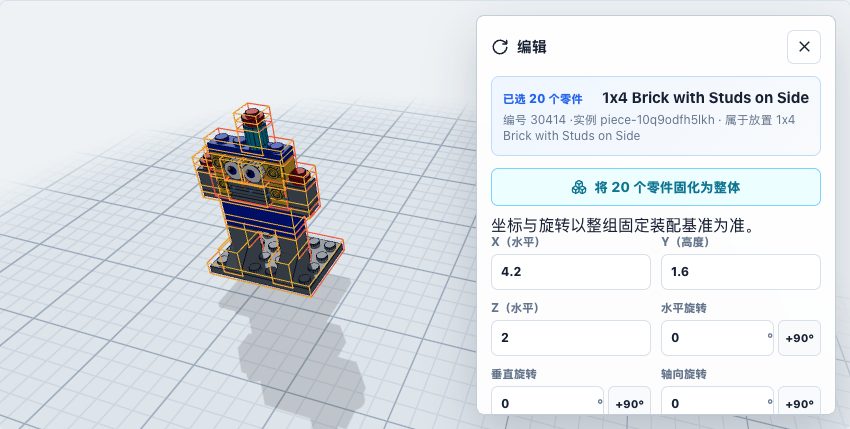 编辑
已选 20 个零件 1x4 Brick with Studs on Side
编号 30414 ·实例 piece-10q9odfh5lkh · 属于放置 1x4
Brick with Studs on Side
将 20 个零件固化为整体
坐标与旋转以整组固定装配基准为准。
X（水平） Y（高度）
4.2 1.6
Z（水平） 水平旋转
2 0 ° +90°
垂直旋转 轴向旋转
0 ° +90° 0 ° +90°